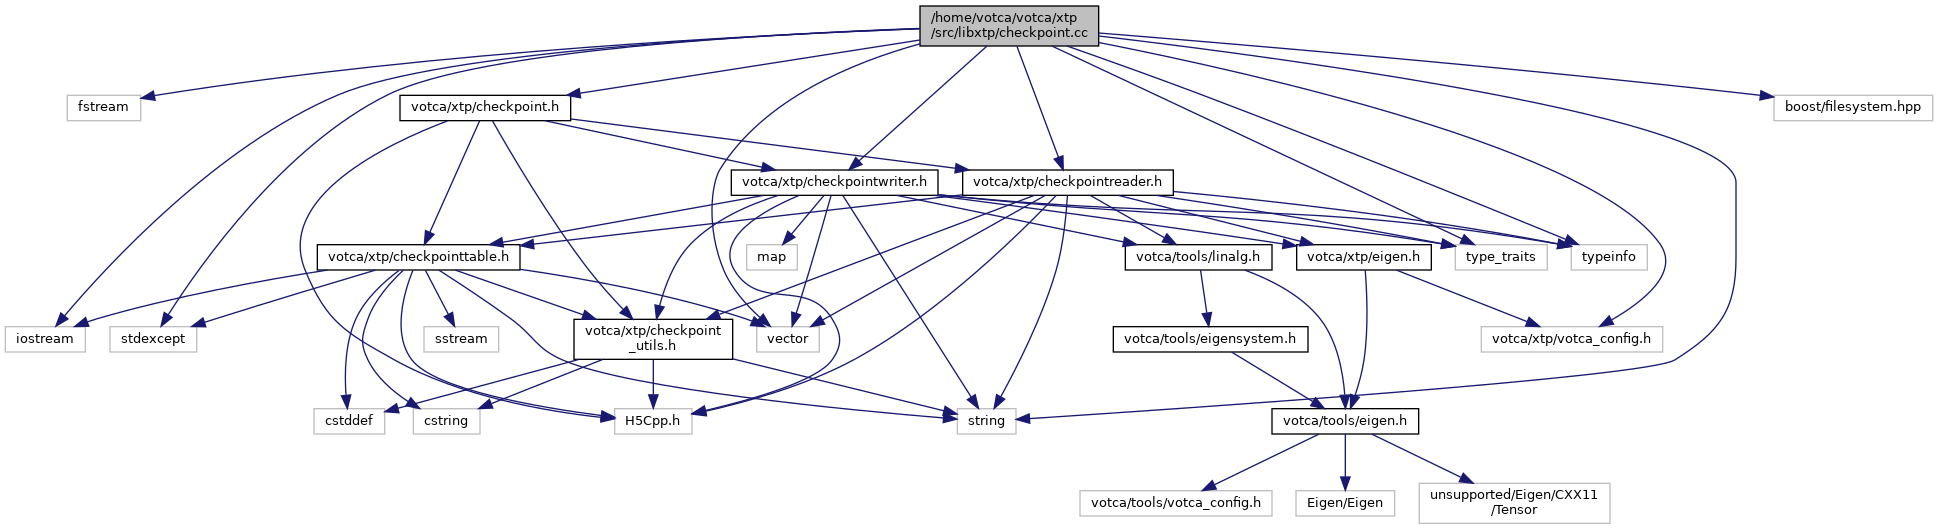 /home/votca/votca/xtp
/src/libxtp/checkpoint.cc
fstream
votca/xtp/checkpoint.h
boost/filesystem.hpp
votca/xtp/checkpointwriter.h
votca/xtp/checkpointreader.h
votca/xtp/checkpointtable.h
map
votca/tools/linalg.h
votca/xtp/eigen.h
type_traits
typeinfo
iostream
stdexcept
sstream
votca/xtp/checkpoint
_utils.h
vector
votca/tools/eigensystem.h
votca/xtp/votca_config.h
cstddef
cstring
H5Cpp.h
string
votca/tools/eigen.h
votca/tools/votca_config.h
Eigen/Eigen
unsupported/Eigen/CXX11
/Tensor